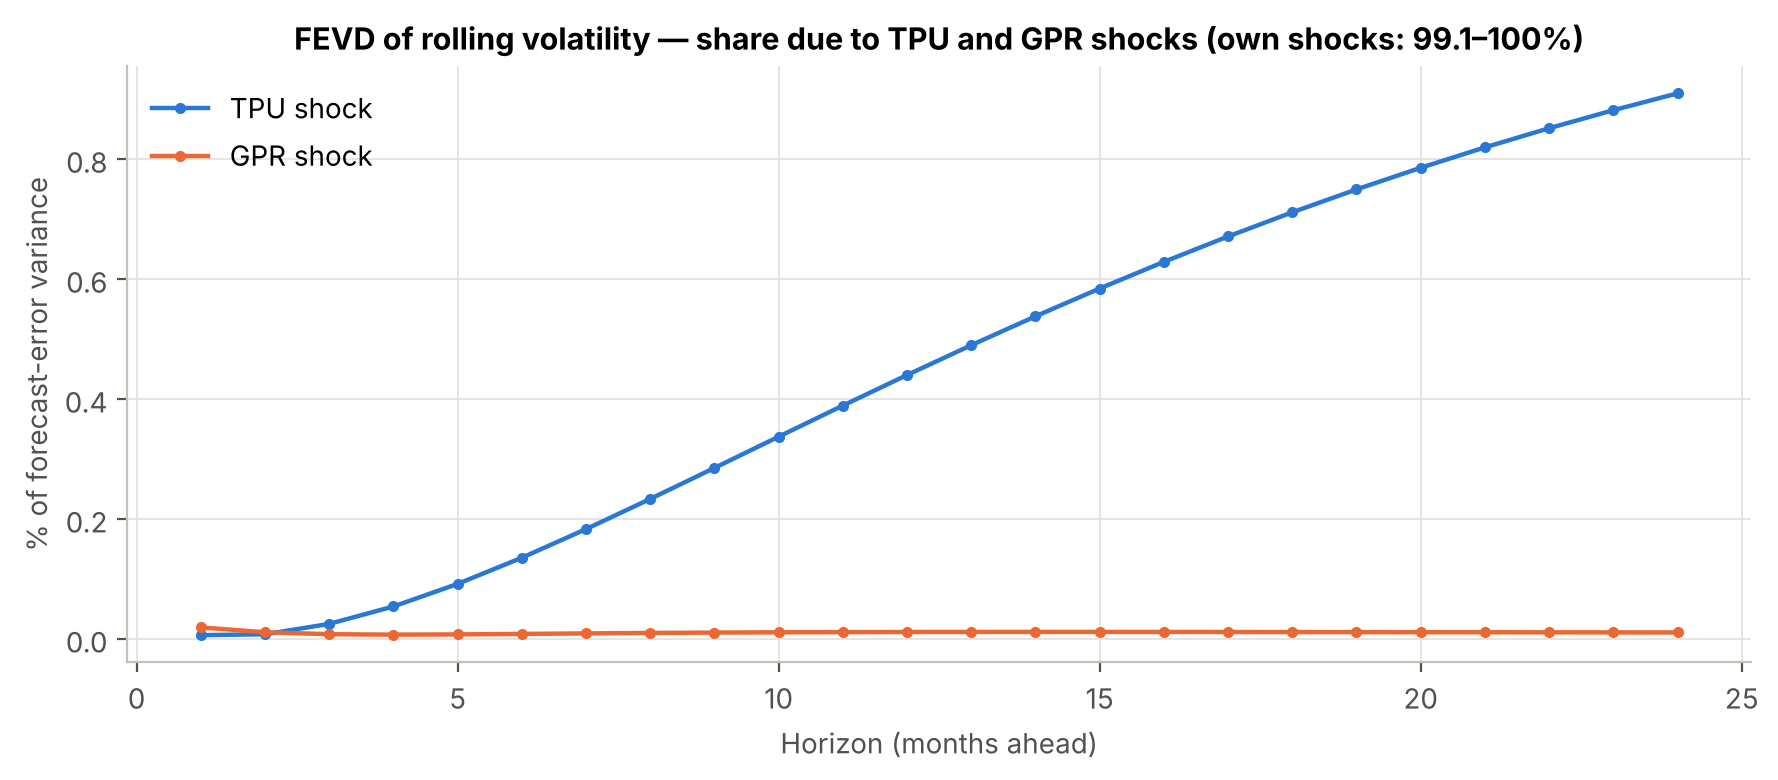 FEVD of rolling volatility — share due to TPU and GPR shocks (own shocks: 99.1–100%)
TPU shock
GPR shock
% of forecast-error variance
0.8
0.6
0.4
0.2
0.0
0 5 10 15 20 25
Horizon (months ahead)